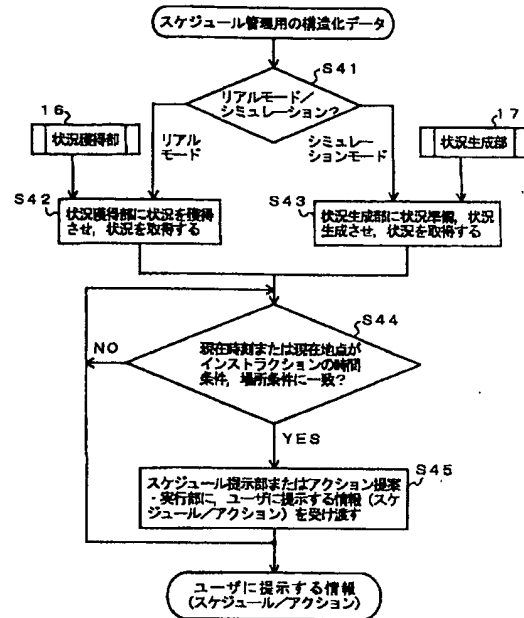 スケジュール管理用の構造化データ
S41
リアルモード/
シミュレーション?
16
状況獲得部
リアル
モード
シミュレー
ションモード
17
状況生成部
S42
状況獲得部に状況を獲得
させ,状況を取得する
S43
状況生成部に状況準備,状況
生成させ,状況を取得する
S44
NO
現在時刻または現在地点が
インストラクションの時間
条件,場所条件に一致?
YES
S45
スケジュール提示部またはアクション提案
・実行部に,ユーザに提示する情報(スケ
ジュール/アクション)を受け渡す
ユーザに提示する情報
(スケジュール/アクション)